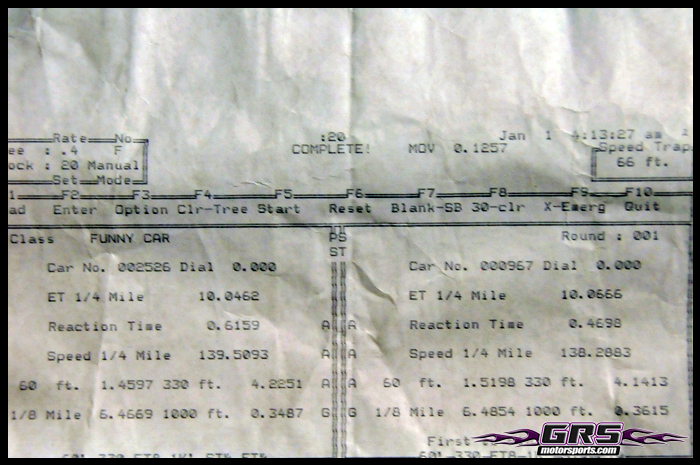 Rate No :20 Jan 1 4:13:27 am
ee : .4 F COMPLETE! MOV 0.1257 Speed Trap
ock : 20 Manual 66 ft.
Set Mode
1 F2 F3 F4 F5 F6 F7 F8 F9 F10
ad Enter Option Clr-Tree Start Reset Blank-SB 30-clr X-Emerg Quit
Class FUNNY CAR PS Round : 001
ST
Car No. 002526 Dial 0.000 Car No. 000967 Dial 0.000
ET 1/4 Mile 10.0462 ET 1/4 Mile 10.0666
Reaction Time 0.6159 A A Reaction Time 0.4698
Speed 1/4 Mile 139.5093 A A Speed 1/4 Mile 138.2883
60 ft. 1.4597 330 ft. 4.2251 A A 60 ft. 1.5198 330 ft. 4.1413
1/8 Mile 6.4669 1000 ft. 0.3487 G G 1/8 Mile 6.4854 1000 ft. 0.3615
First
GRS
motorsports.com